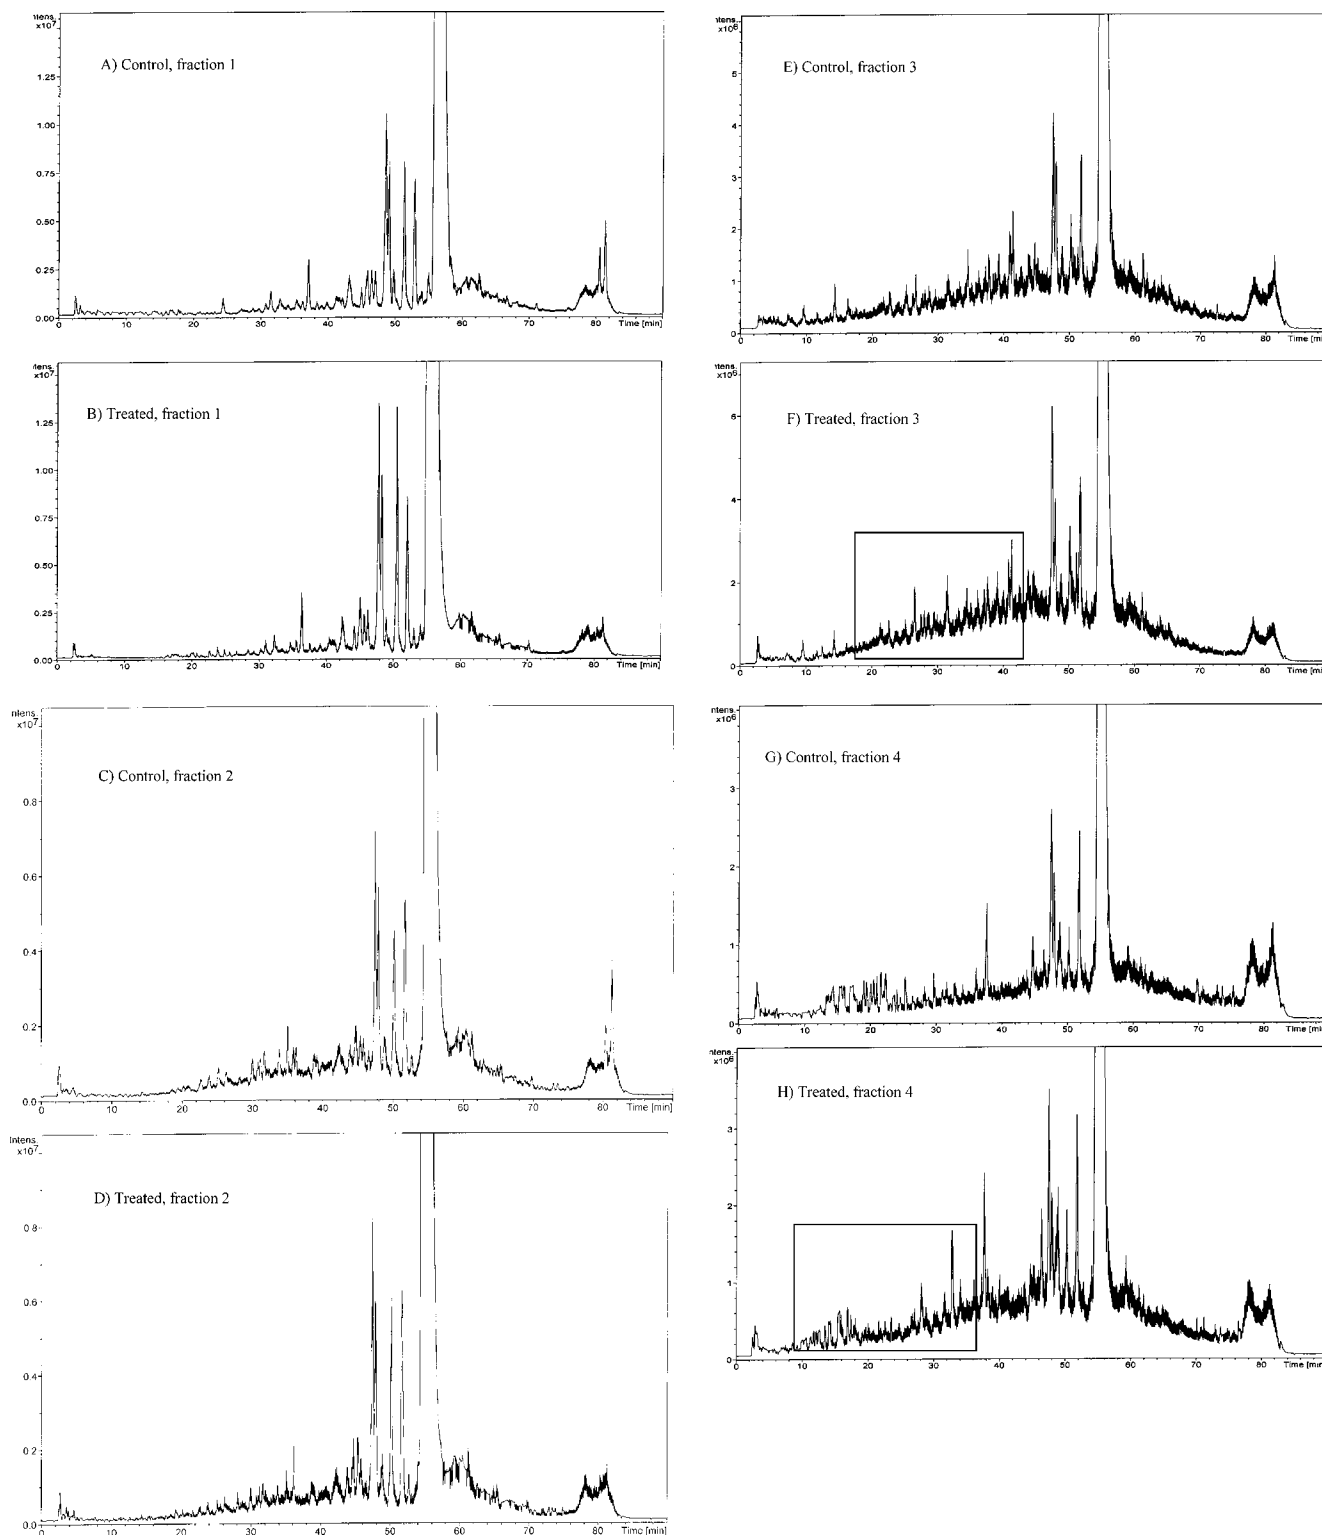 Intens.
x10⁷
A) Control, fraction 1
1.25
1.00
0.75
0.50
0.25
0.00
0 10 20 30 40 50 60 70 80 Time [min]
x10⁷
B) Treated, fraction 1
1.25
1.00
0.75
0.50
0.25
0.00
0 10 20 30 40 50 60 70 80 Time [min]
Intens.
x10⁷
C) Control, fraction 2
0.8
0.6
0.4
0.2
0.0
0 10 20 30 40 50 60 70 80 Time [min]
Intens.
x10⁷
D) Treated, fraction 2
0.8
0.6
0.4
0.2
0.0
0 10 20 30 40 50 60 70 80 Time [min]
Intens.
x10⁶
E) Control, fraction 3
5
4
3
2
1
0
0 10 20 30 40 50 60 70 80 Time [min]
Intens.
x10⁶
F) Treated, fraction 3
6
4
2
0
0 10 20 30 40 50 60 70 80 Time [min]
Intens.
x10⁶
G) Control, fraction 4
3
2
1
0
0 10 20 30 40 50 60 70 80 Time [min]
Intens.
x10⁶
H) Treated, fraction 4
3
2
1
0
0 10 20 30 40 50 60 70 80 Time [min]